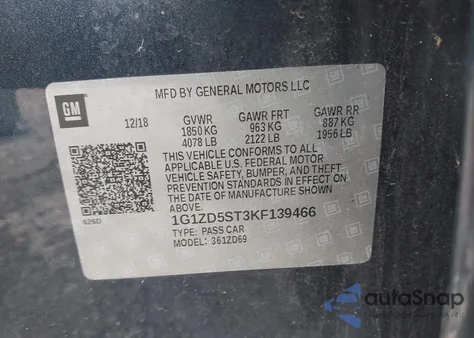 MFD BY GENERAL MOTORS LLC
GM
12/18 GVWR GAWR FRT GAWR RR
1850 KG 963 KG 887 KG
4078 LB 2122 LB 1956 LB
THIS VEHICLE CONFORMS TO ALL
APPLICABLE U.S. FEDERAL MOTOR
VEHICLE SAFETY, BUMPER, AND THEFT
PREVENTION STANDARDS IN EFFECT
ON THE DATE OF MANUFACTURE
SHOWN ABOVE.
1G1ZD5ST3KF139466
TYPE: PASS CAR
MODEL: 361ZD69
autoSnap